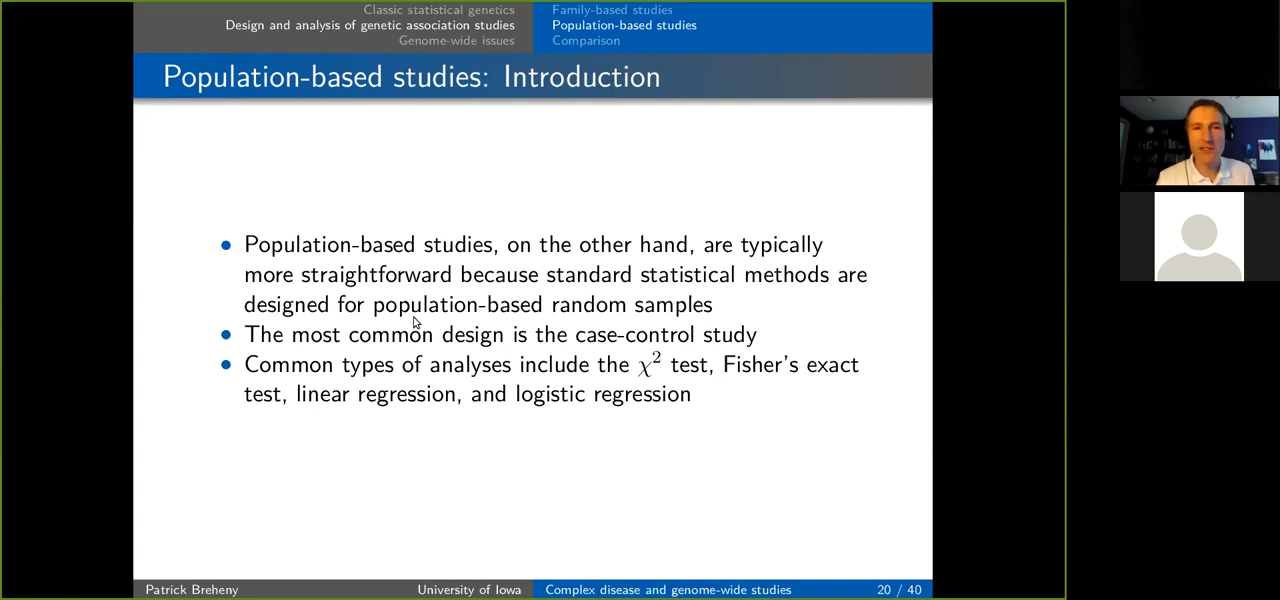 Classic statistical genetics
Design and analysis of genetic association studies
Genome-wide issues
Family-based studies
Population-based studies
Comparison
Population-based studies: Introduction
• Population-based studies, on the other hand, are typically
more straightforward because standard statistical methods are
designed for population-based random samples
• The most common design is the case-control study
• Common types of analyses include the χ² test, Fisher's exact
test, linear regression, and logistic regression
Patrick Breheny
University of Iowa
Complex disease and genome-wide studies
20 / 40